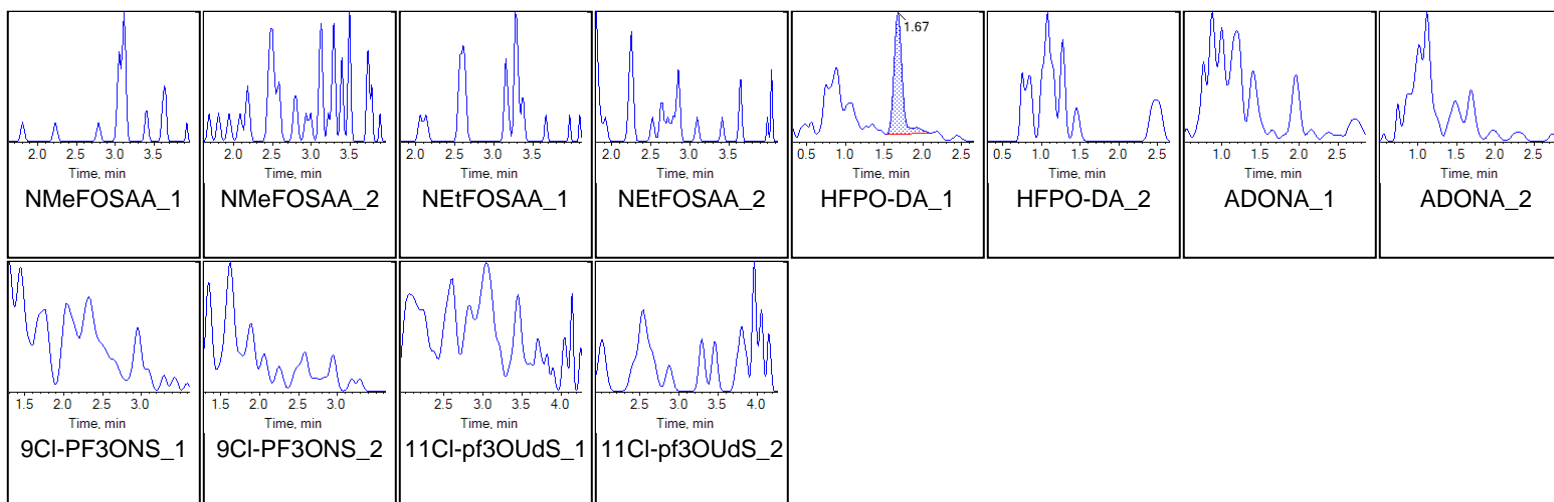 1.67
2.0 2.5 3.0 3.5
2.0 2.5 3.0 3.5
2.0 2.5 3.0 3.5 4.0
2.0 2.5 3.0 3.5 4.0
0.5 1.0 1.5 2.0 2.5
0.5 1.0 1.5 2.0 2.5
1.0 1.5 2.0 2.5
1.0 1.5 2.0 2.5
Time, min Time, min Time, min Time, min Time, min Time, min Time, min Time, min
NMeFOSAA_1 NMeFOSAA_2 NEtFOSAA_1 NEtFOSAA_2 HFPO-DA_1 HFPO-DA_2 ADONA_1 ADONA_2
1.5 2.0 2.5 3.0
1.5 2.0 2.5 3.0
2.5 3.0 3.5 4.0
2.5 3.0 3.5 4.0
Time, min Time, min Time, min Time, min
9Cl-PF3ONS_1 9Cl-PF3ONS_2 11Cl-pf3OUdS_1 11Cl-pf3OUdS_2